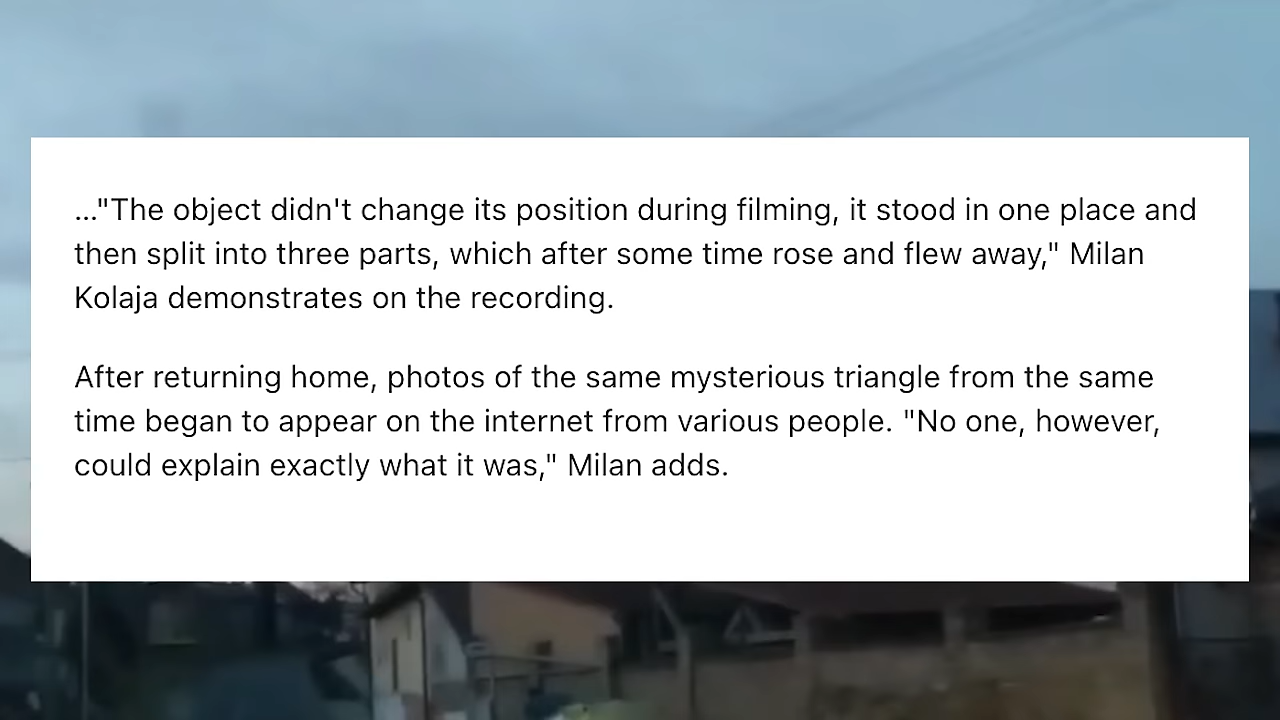 ..."The object didn't change its position during filming, it stood in one place and
then split into three parts, which after some time rose and flew away," Milan
Kolaja demonstrates on the recording.
After returning home, photos of the same mysterious triangle from the same
time began to appear on the internet from various people. "No one, however,
could explain exactly what it was," Milan adds.